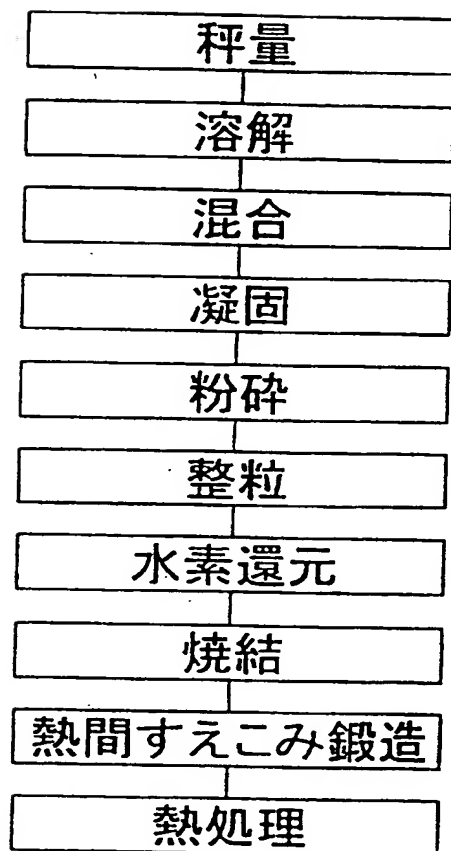 秤量
溶解
混合
凝固
粉砕
整粒
水素還元
焼結
熱間すえこみ鍛造
熱処理